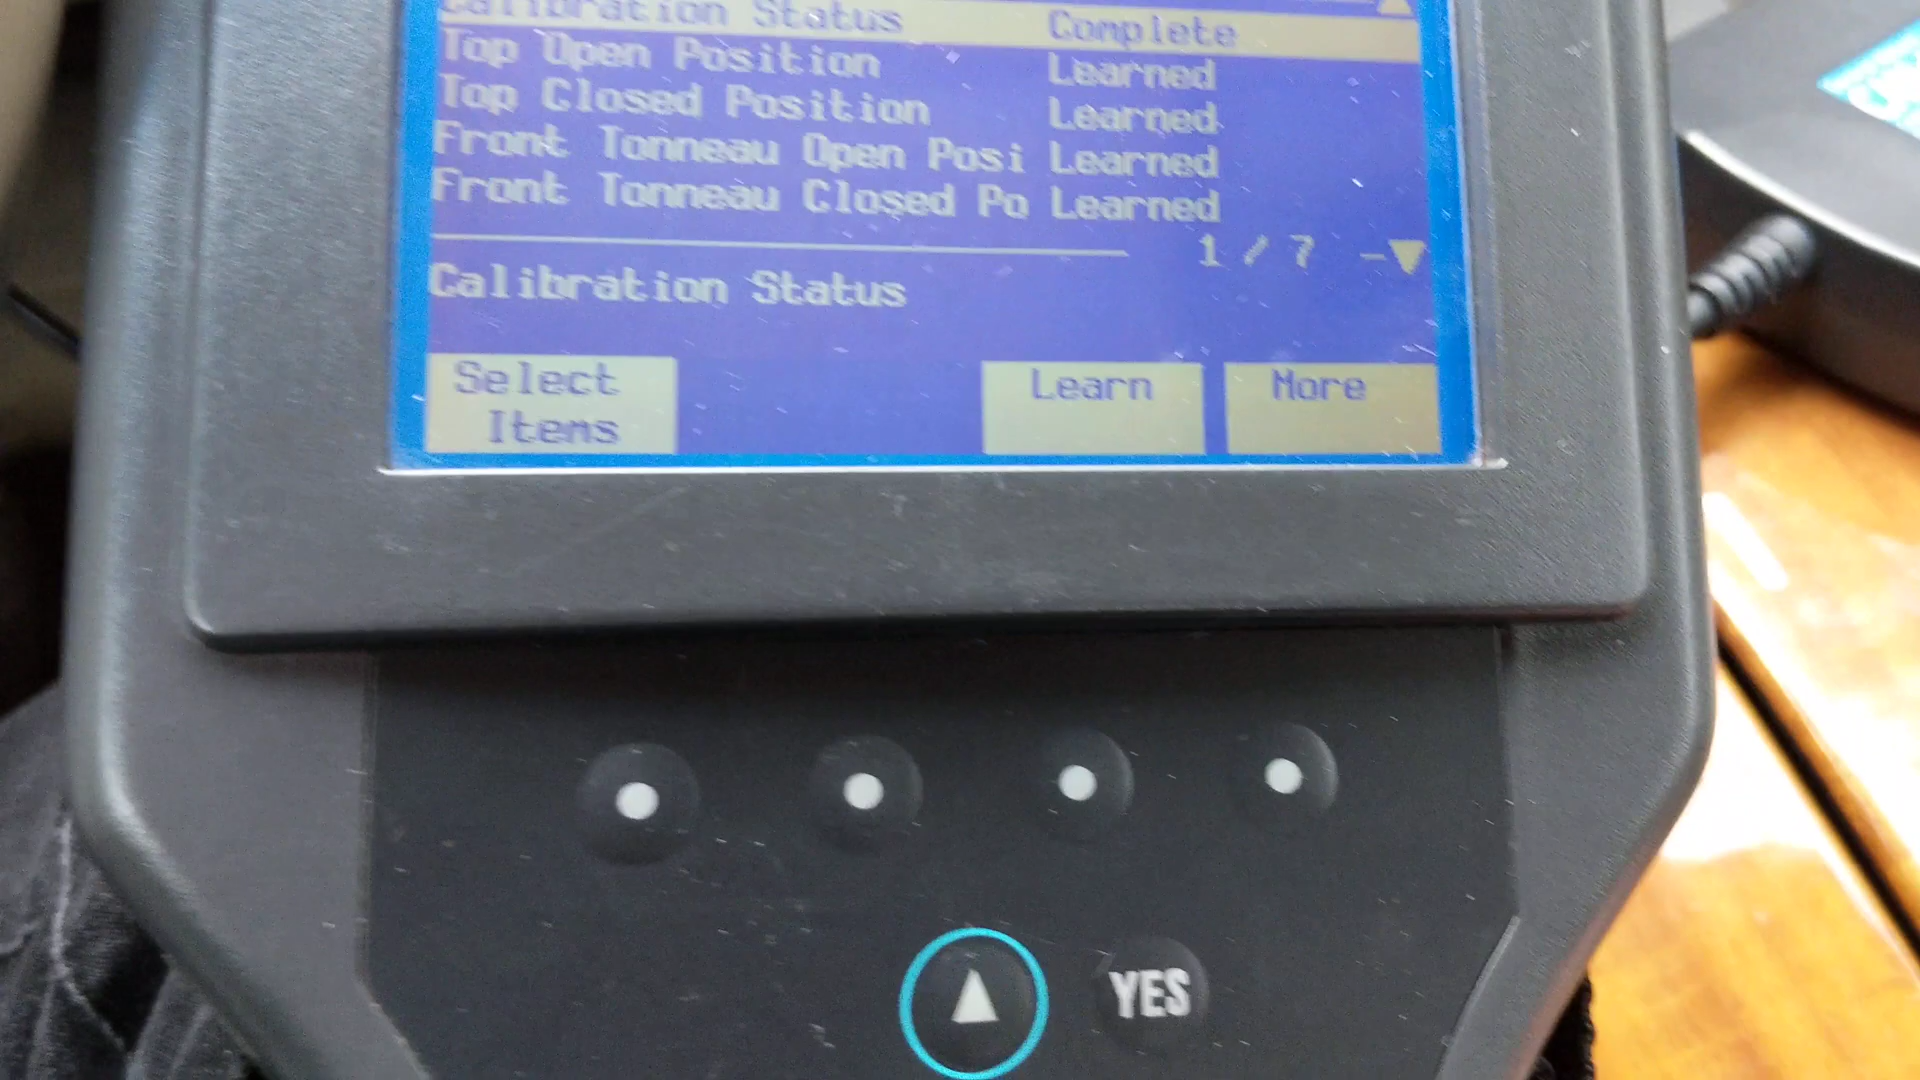 Calibration Status Complete
Top Open Position Learned
Top Closed Position Learned
Front Tonneau Open Posi Learned
Front Tonneau Closed Po Learned
1 / 7
Calibration Status
Select Items
Learn
More
YES